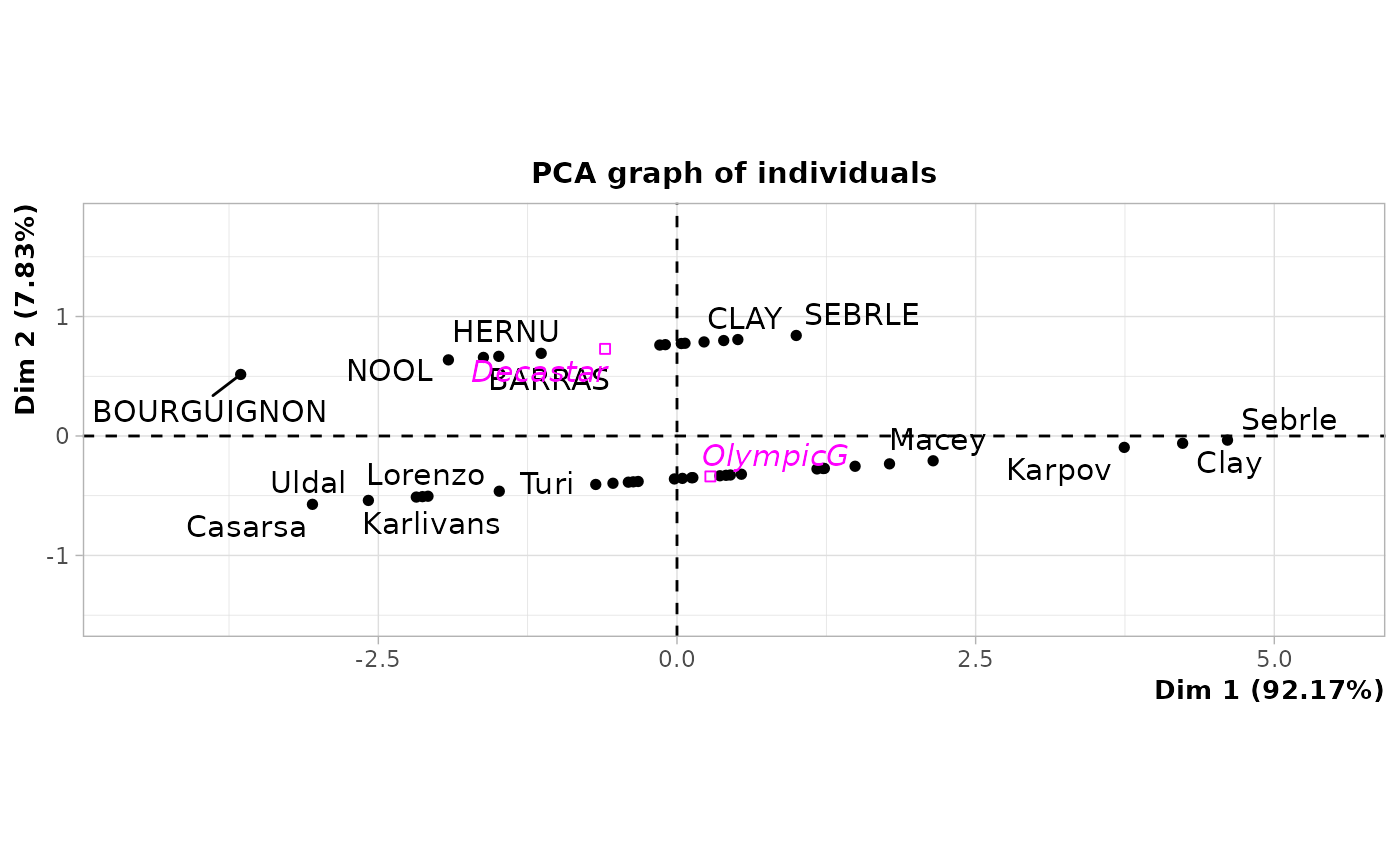 PCA graph of individuals
Dim 2 (7.83%)
1
0
-1
CLAY
SEBRLE
HERNU
NOOL
Decastar
BARRAS
BOURGUIGNON
Sebrle
Macey
OlympicG
Clay
Karpov
Lorenzo
Uldal
Turi
Karlivans
Casarsa
-2.5
0.0
2.5
5.0
Dim 1 (92.17%)